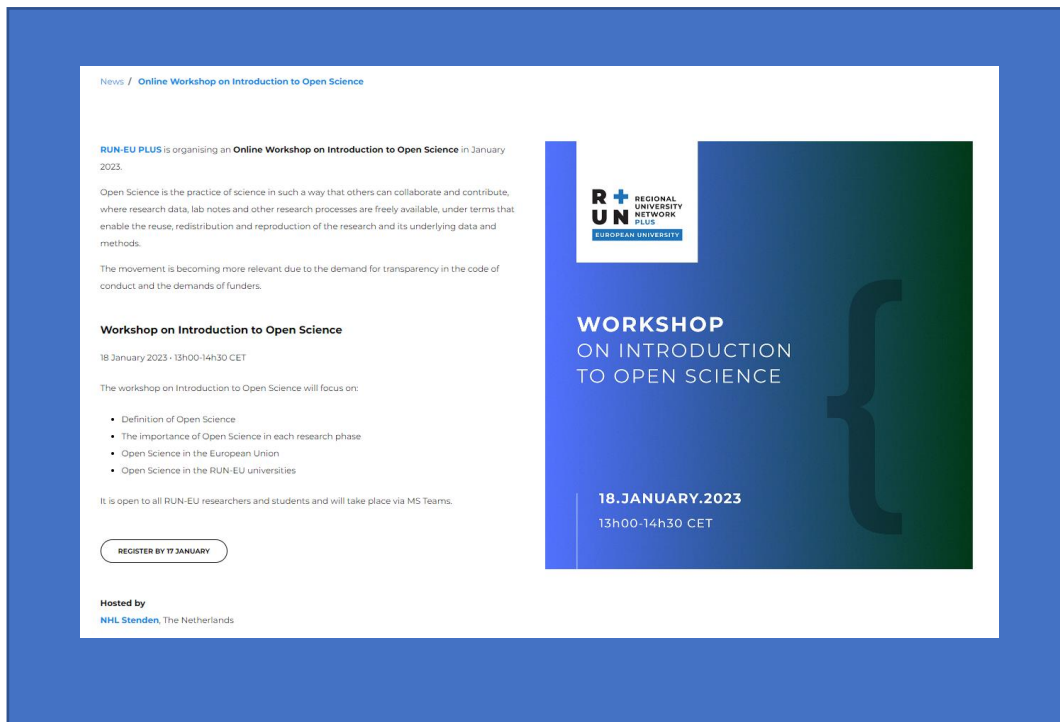 News / Online Workshop on Introduction to Open Science
RUN-EU PLUS is organising an Online Workshop on Introduction to Open Science in January
2023.
Open Science is the practice of science in such a way that others can collaborate and contribute,
where research data, lab notes and other research processes are freely available, under terms that
enable the reuse, redistribution and reproduction of the research and its underlying data and
methods.
The movement is becoming more relevant due to the demand for transparency in the code of
conduct and the demands of funders.
Workshop on Introduction to Open Science
18 January 2023 • 13h00-14h30 CET
The workshop on Introduction to Open Science will focus on:
• Definition of Open Science
• The importance of Open Science in each research phase
• Open Science in the European Union
• Open Science in the RUN-EU universities
It is open to all RUN-EU researchers and students and will take place via MS Teams.
REGISTER BY 17 JANUARY
Hosted by
NHL Stenden, The Netherlands
R+
UN
REGIONAL
UNIVERSITY
NETWORK
PLUS
EUROPEAN UNIVERSITY
WORKSHOP
ON INTRODUCTION
TO OPEN SCIENCE
{
18.JANUARY.2023
13h00-14h30 CET